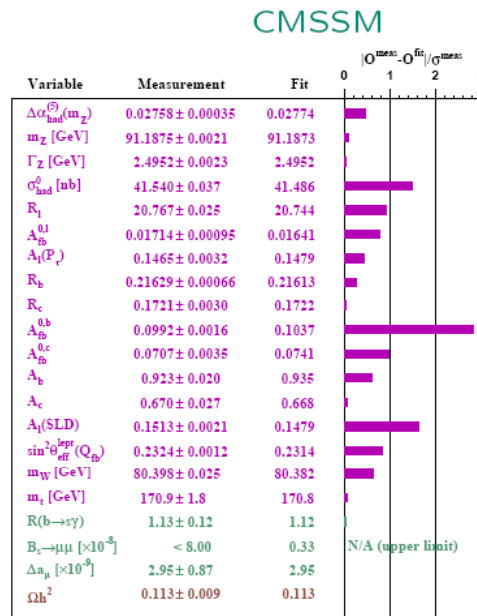 CMSSM
|O^meas-O^fit|/σ^meas
Variable Measurement Fit 0 1 2
Δα_had^(5)(m_Z) 0.02758 ± 0.00035 0.02774
m_Z [GeV] 91.1875 ± 0.0021 91.1873
Γ_Z [GeV] 2.4952 ± 0.0023 2.4952
σ_had^0 [nb] 41.540 ± 0.037 41.486
R_l 20.767 ± 0.025 20.744
A_fb^0,l 0.01714 ± 0.00095 0.01641
A_l(P_τ) 0.1465 ± 0.0032 0.1479
R_b 0.21629 ± 0.00066 0.21613
R_c 0.1721 ± 0.0030 0.1722
A_fb^0,b 0.0992 ± 0.0016 0.1037
A_fb^0,c 0.0707 ± 0.0035 0.0741
A_b 0.923 ± 0.020 0.935
A_c 0.670 ± 0.027 0.668
A_l(SLD) 0.1513 ± 0.0021 0.1479
sin^2θ_eff^lept(Q_fb) 0.2324 ± 0.0012 0.2314
m_W [GeV] 80.398 ± 0.025 80.382
m_t [GeV] 170.9 ± 1.8 170.8
R(b→sγ) 1.13 ± 0.12 1.12
B_s→μμ [×10^-8] < 8.00 0.33 N/A (upper limit)
Δa_μ [×10^-9] 2.95 ± 0.87 2.95
Ωh^2 0.113 ± 0.009 0.113